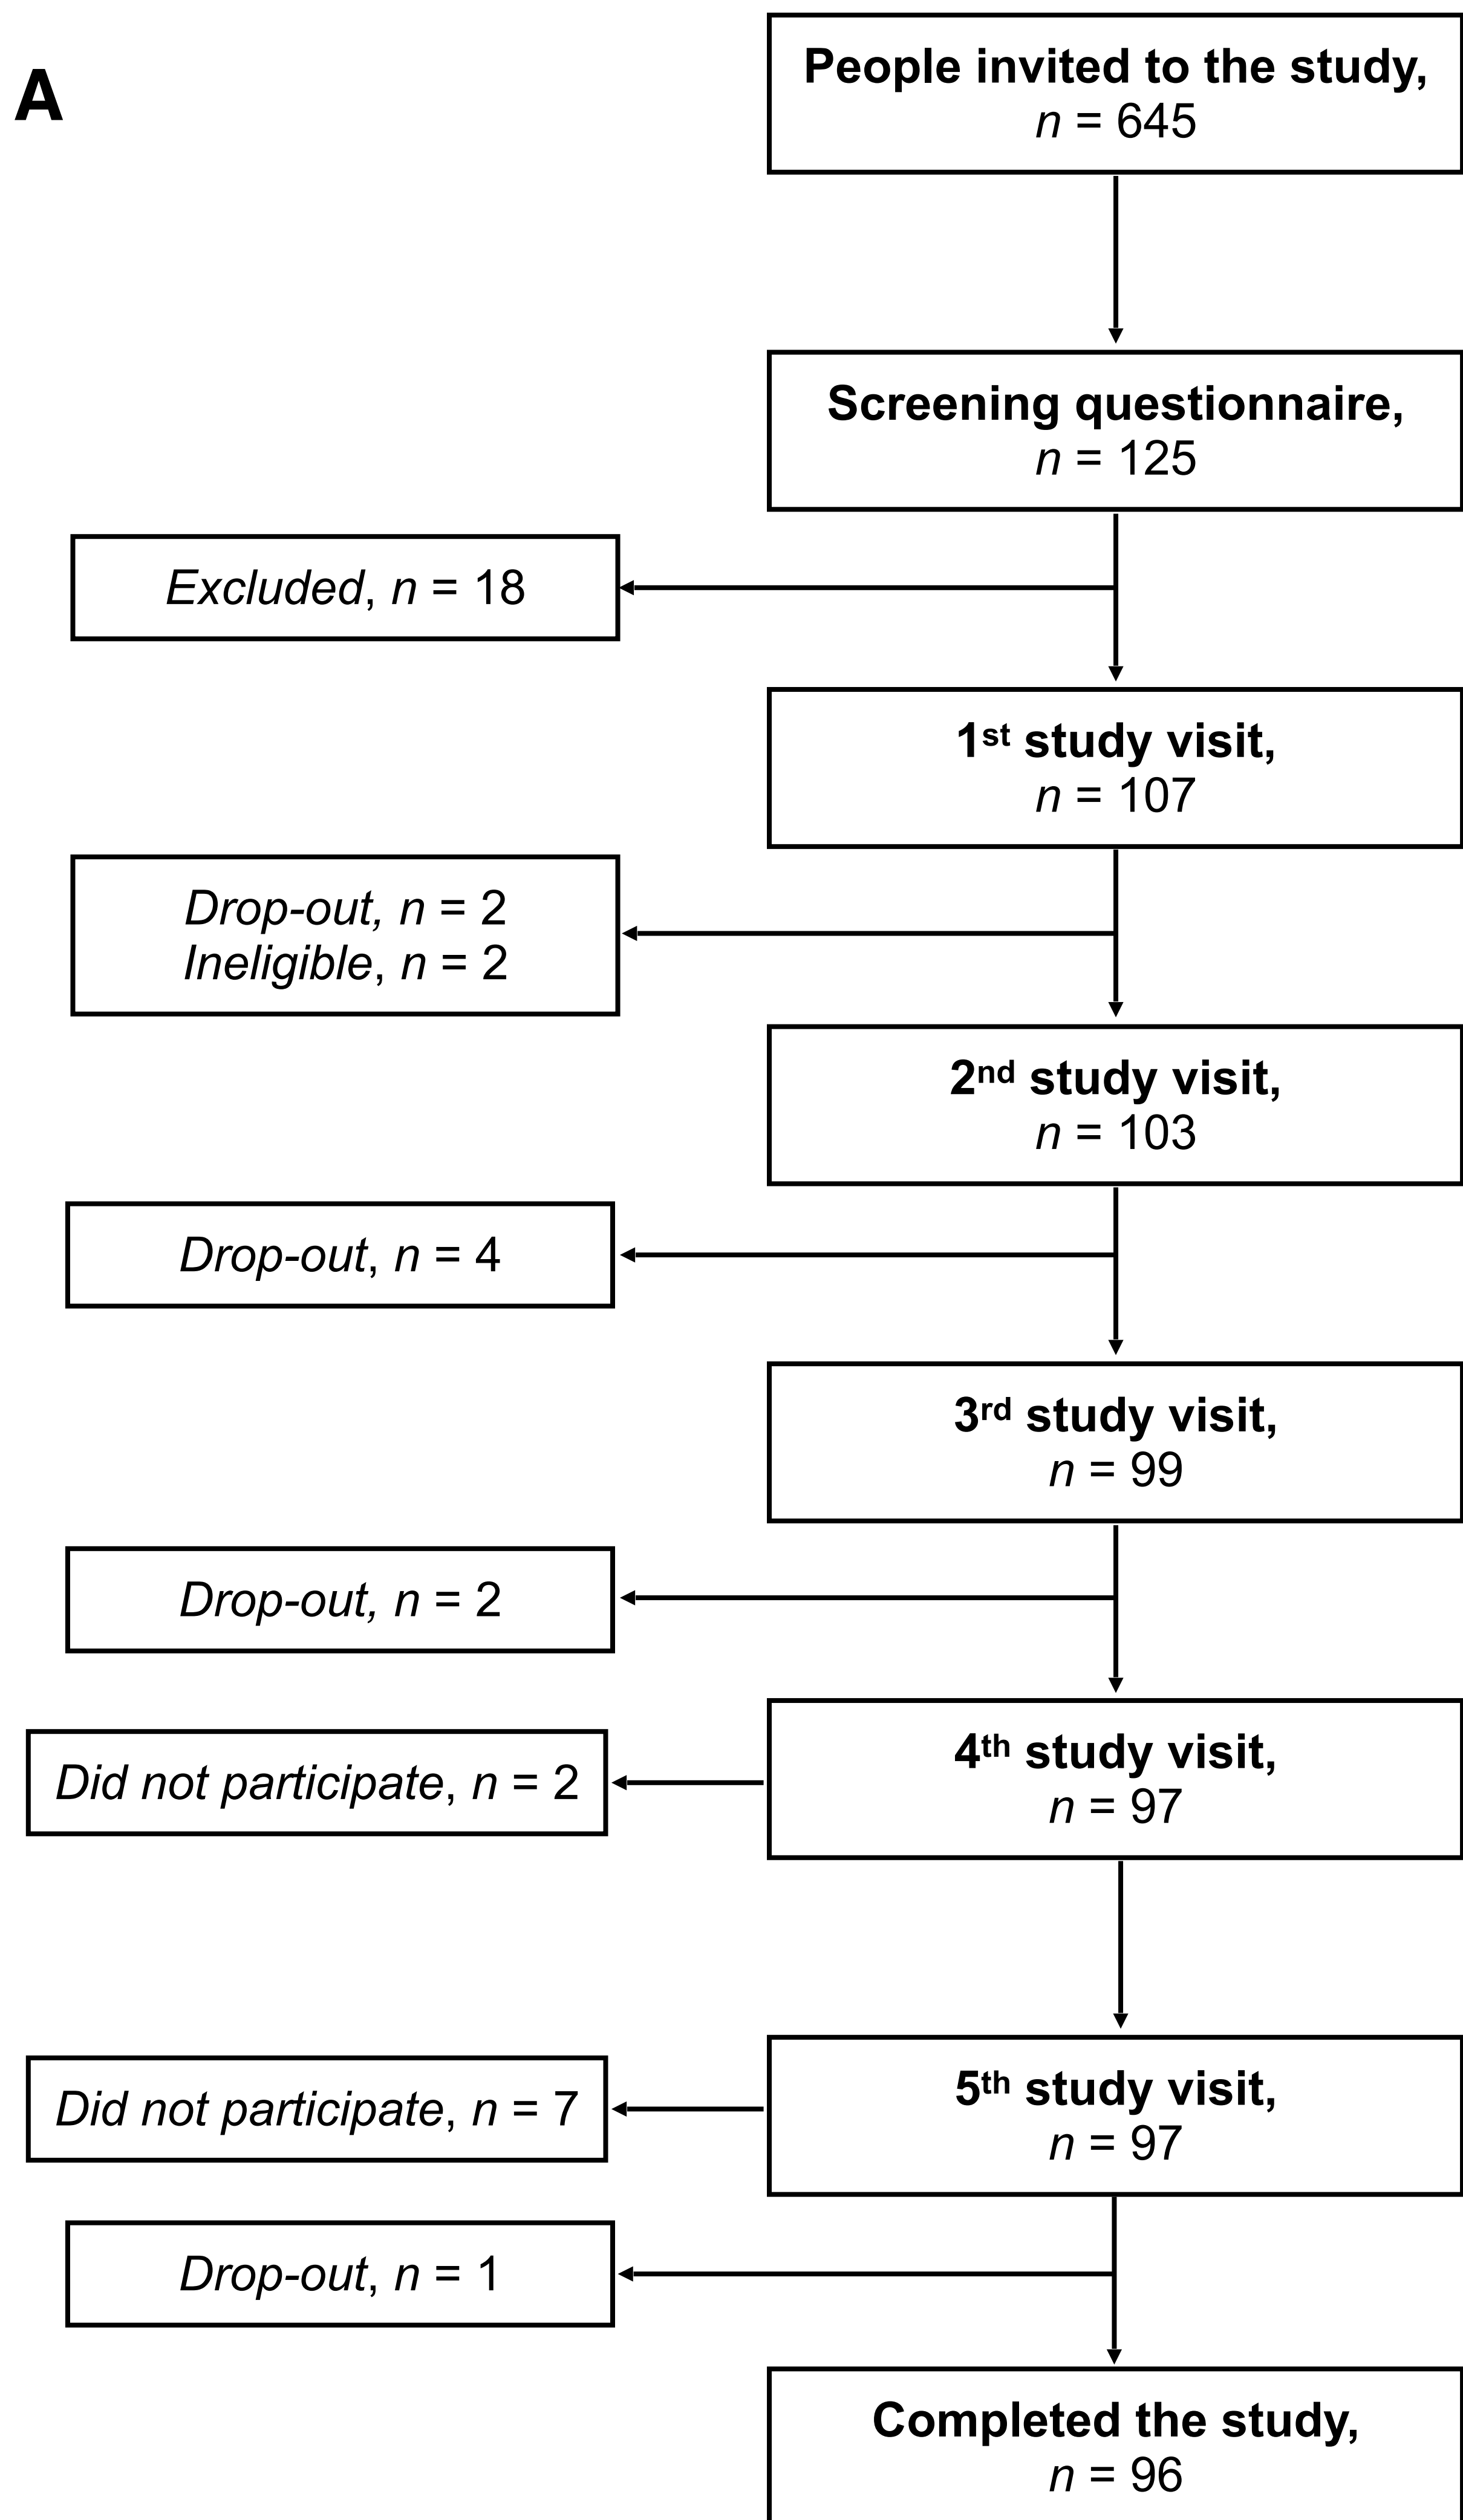 A
People invited to the study,
n = 645
Screening questionnaire,
n = 125
Excluded, n = 18
1st study visit,
n = 107
Drop-out, n = 2
Ineligible, n = 2
2nd study visit,
n = 103
Drop-out, n = 4
3rd study visit,
n = 99
Drop-out, n = 2
4th study visit,
n = 97
Did not participate, n = 2
5th study visit,
n = 97
Did not participate, n = 7
Drop-out, n = 1
Completed the study,
n = 96